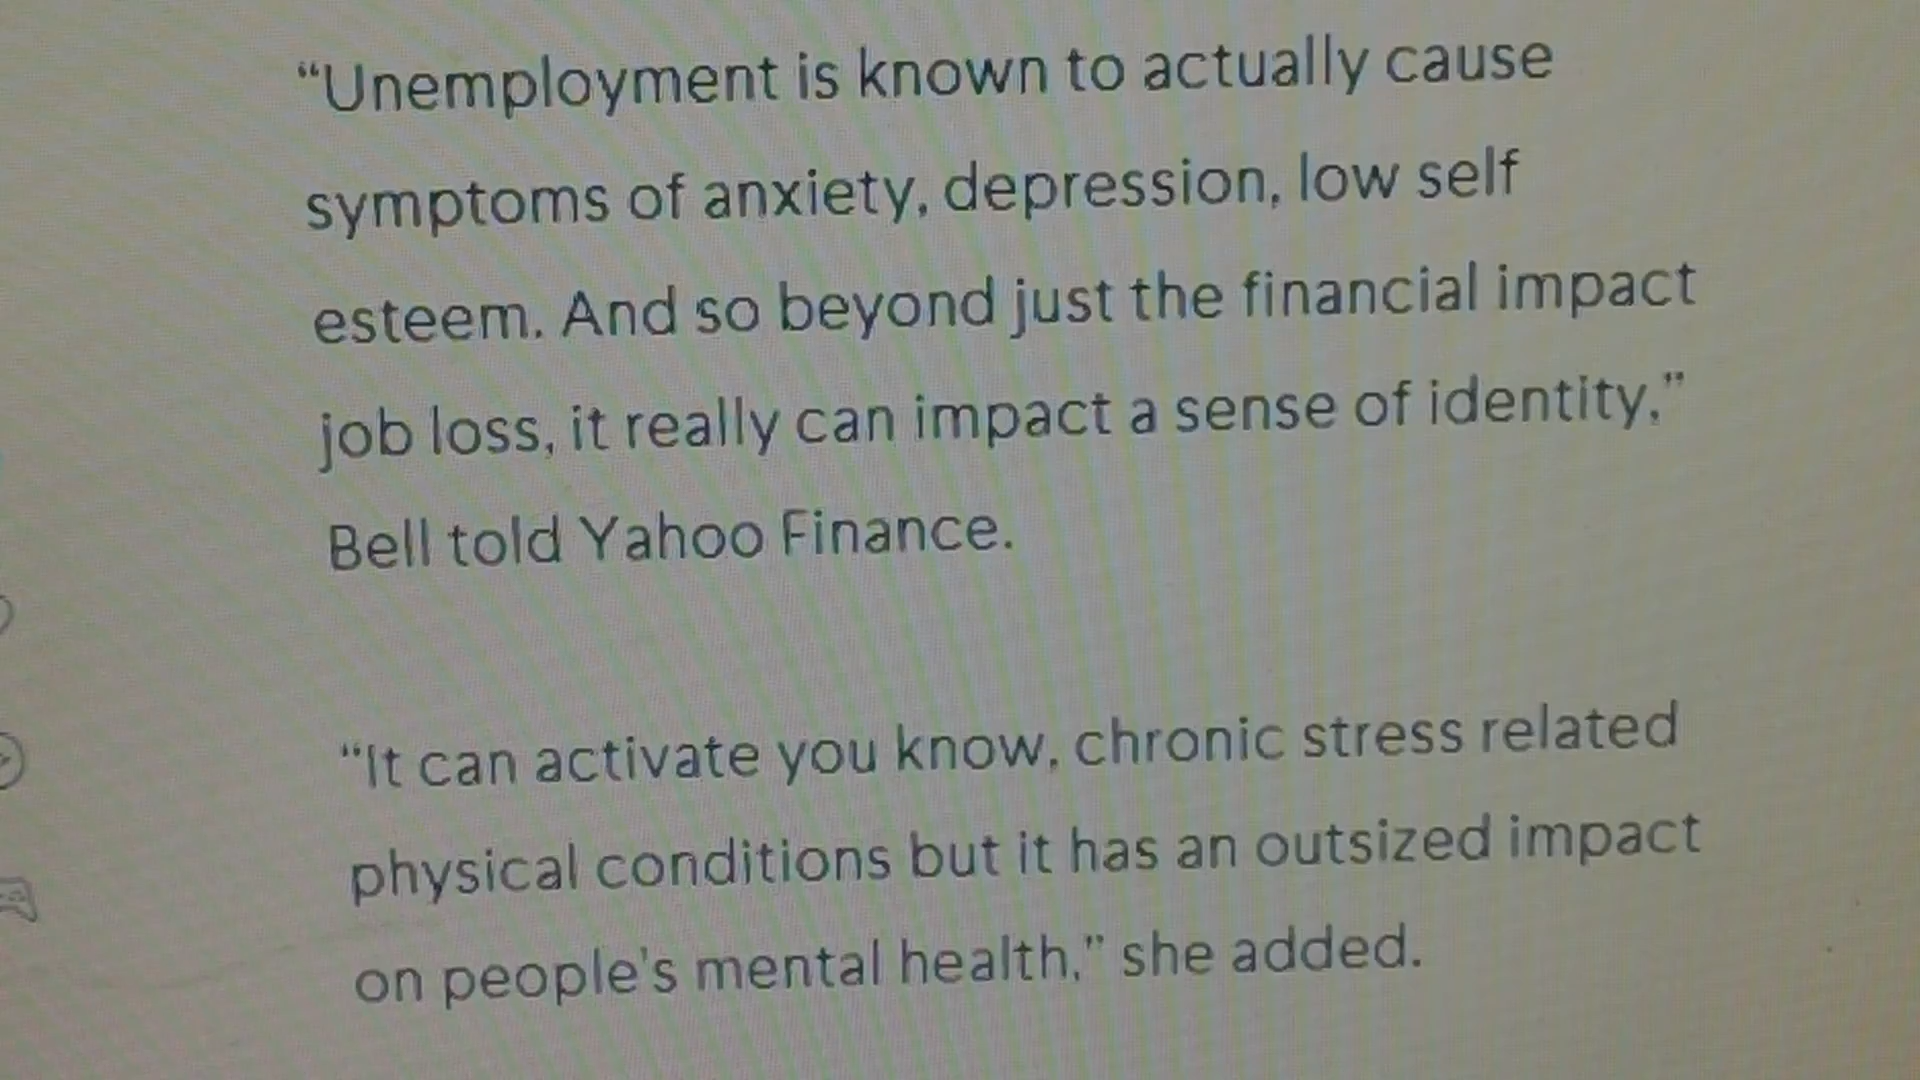 “Unemployment is known to actually cause
symptoms of anxiety, depression, low self
esteem. And so beyond just the financial impact
job loss, it really can impact a sense of identity,”
Bell told Yahoo Finance.
“It can activate you know, chronic stress related
physical conditions but it has an outsized impact
on people's mental health,” she added.